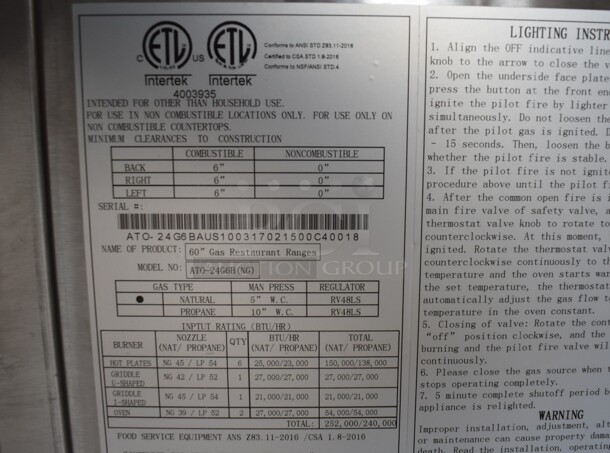 C US
ETL ETL
Intertek Intertek
4003935
Conforms to ANSI STD Z83.11-2016
Certified to CSA STD 1.8-2016
Conforms to NSF/ANSI STD.4
INTENDED FOR OTHER THAN HOUSEHOLD USE.
FOR USE IN NON COMBUSTIBLE LOCATIONS ONLY. FOR USE ONLY ON
NON COMBUSTIBLE COUNTERTOPS.
MINIMUM CLEARANCES TO CONSTRUCTION
COMBUSTIBLE NONCOMBUSTIBLE
BACK 6" 0"
RIGHT 6" 0"
LEFT 6" 0"
SERIAL #:
ATO-24G6BAUS100317021500C40018
NAME OF PRODUCT: 60" Gas Restaurant Ranges
MODEL NO: ATO-24G6B(NG)
GAS TYPE MAN PRESS REGULATOR
● NATURAL 5" W.C. RV48LS
PROPANE 10" W.C. RV48LS
INPUT RATING (BTU/HR)
BURNER NOZZLE (NAT/ PROPANE) QTY BTU/HR (NAT/ PROPANE) TOTAL (NAT/ PROPANE)
HOT PLATES NG 45 / LP 54 6 25,000/23,000 150,000/138,000
GRIDDLE U-SHAPED NG 42 / LP 52 1 27,000/27,000 27,000/27,000
GRIDDLE I-SHAPED NG 45 / LP 54 1 21,000/21,000 21,000/21,000
OVEN NG 39 / LP 52 2 27,000/27,000 54,000/54,000
TOTAL: 252,000/240,000
FOOD SERVICE EQUIPMENT ANS Z83.11-2016 /CSA 1.8-2016
LIGHTING INSTR
1. Align the OFF indicative line
knob to the arrow to close the v
2. Open the underside face plate
press the button at the front en
ignite the pilot fire by lighter
simultaneously. Do not loosen the
after the pilot gas is ignited. I
- 15 seconds. Then, loosen the b
whether the pilot fire is stable.
3. If the pilot fire is not ignit
procedure above until the pilot f
4. After the common open fire is i
main fire valve of safety valve, a
thermostat valve knob to rotate to
counterclockwise. At this moment,
ignited. Rotate the thermostat valv
counterclockwise continuously to th
temperature and the oven starts war
the set temperature, the thermostat
automatically adjust the gas flow to
temperature in the oven constant.
5. Closing of valve: Rotate the cont
"off" position clockwise, and the
burning and the pilot fire valve wil
continuously.
6. Please close the gas source when t
stops operating completely.
7. 5 minute complete shutoff period b
appliance is relighted.
WARNING
Improper installation, adjustment, alt
or maintenance can cause property dama
death. Read the installation, operating
AUCTION GROUP